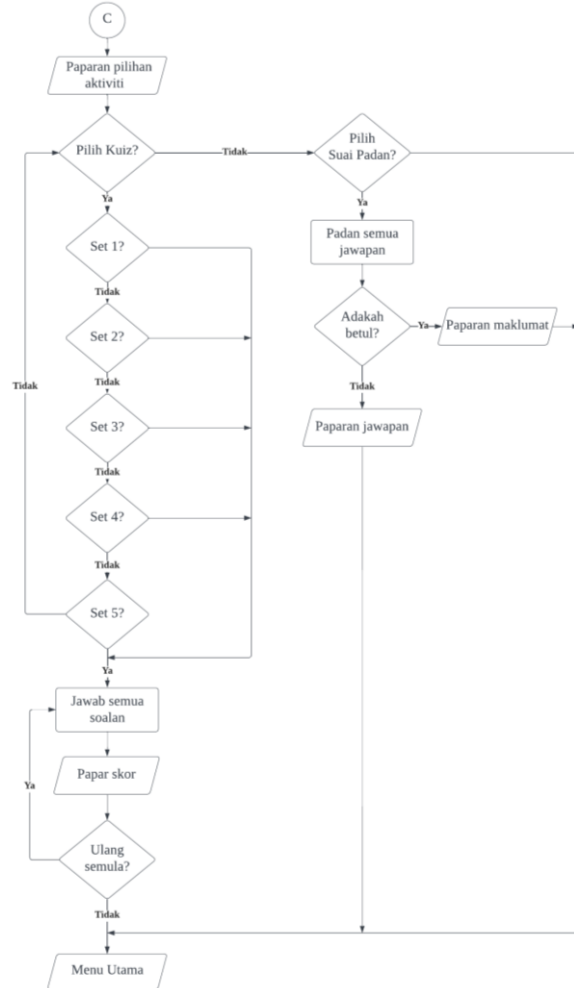 C
Paparan pilihan
aktiviti
Pilih Kuiz?
Tidak
Pilih
Suai Padan?
Ya
Ya
Set 1?
Padan semua
jawapan
Tidak
Set 2?
Adakah
betul?
Ya
Paparan maklumat
Tidak
Tidak
Tidak
Set 3?
Paparan jawapan
Tidak
Set 4?
Tidak
Set 5?
Ya
Jawab semua
soalan
Papar skor
Ya
Ulang
semula?
Tidak
Menu Utama